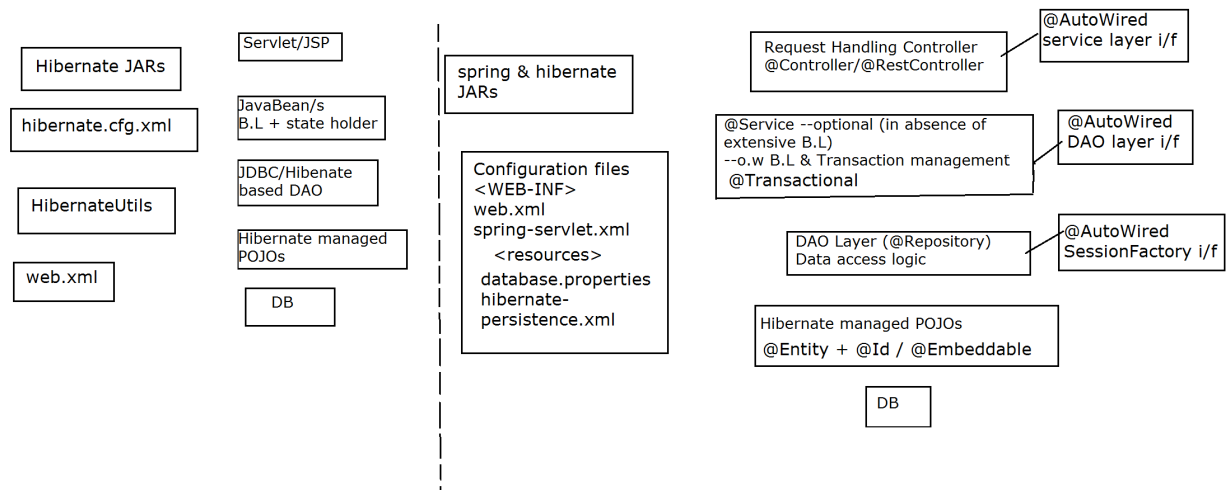 Hibernate JARs
hibernate.cfg.xml
HibernateUtils
web.xml
Servlet/JSP
JavaBean/s
B.L + state holder
JDBC/Hibenate
based DAO
Hibernate managed
POJOs
DB
spring & hibernate
JARs
Configuration files
<WEB-INF>
web.xml
spring-servlet.xml
<resources>
database.properties
hibernate-
persistence.xml
Request Handling Controller
@Controller/@RestController
@AutoWired
service layer i/f
@Service --optional (in absence of
extensive B.L)
--o.w B.L & Transaction management
@Transactional
@AutoWired
DAO layer i/f
DAO Layer (@Repository)
Data access logic
@AutoWired
SessionFactory i/f
Hibernate managed POJOs
@Entity + @Id / @Embeddable
DB